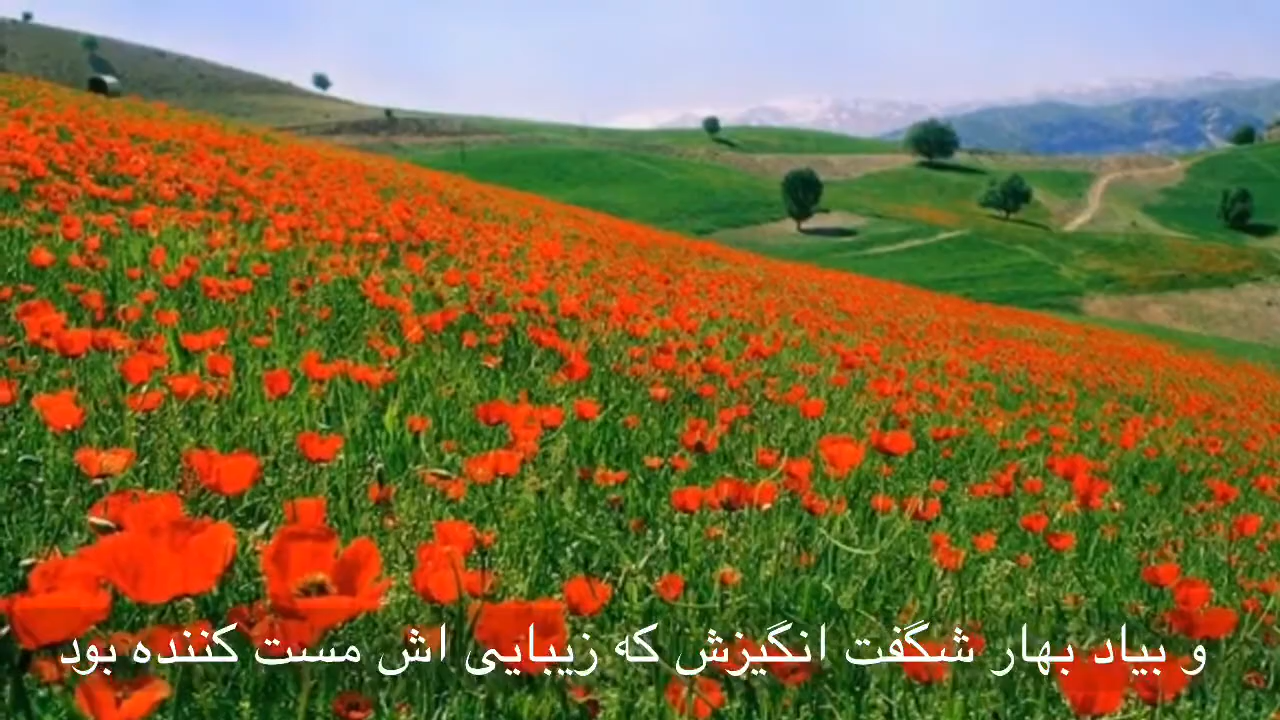 و بیاد بهار شگفت انگیزش که زیبایی اش مست کننده بود